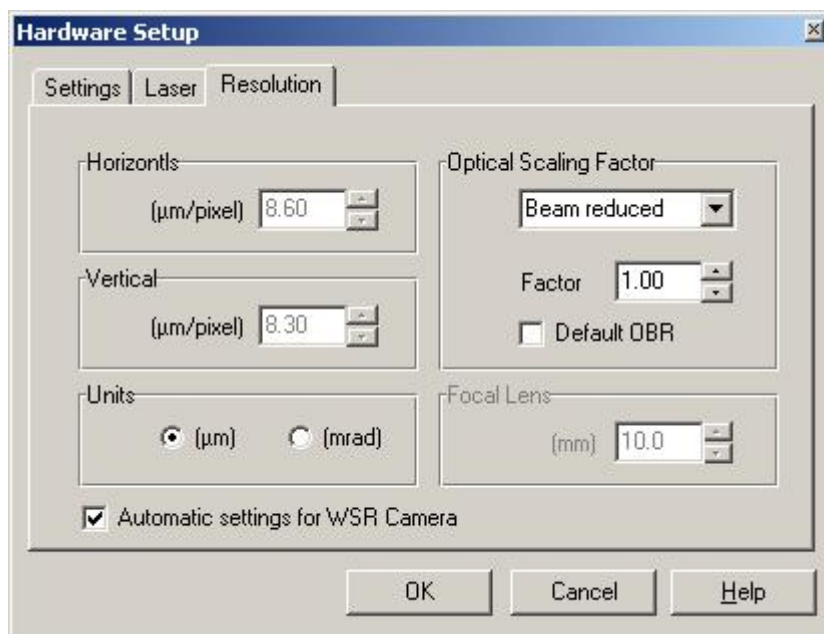 Hardware Setup
Settings Laser Resolution
Horizontls
(µm/pixel) 8.60
Vertical
(µm/pixel) 8.30
Units
(µm) (mrad)
Optical Scaling Factor
Beam reduced
Factor 1.00
Default OBR
Focal Lens
(mm) 10.0
Automatic settings for WSR Camera
OK Cancel Help